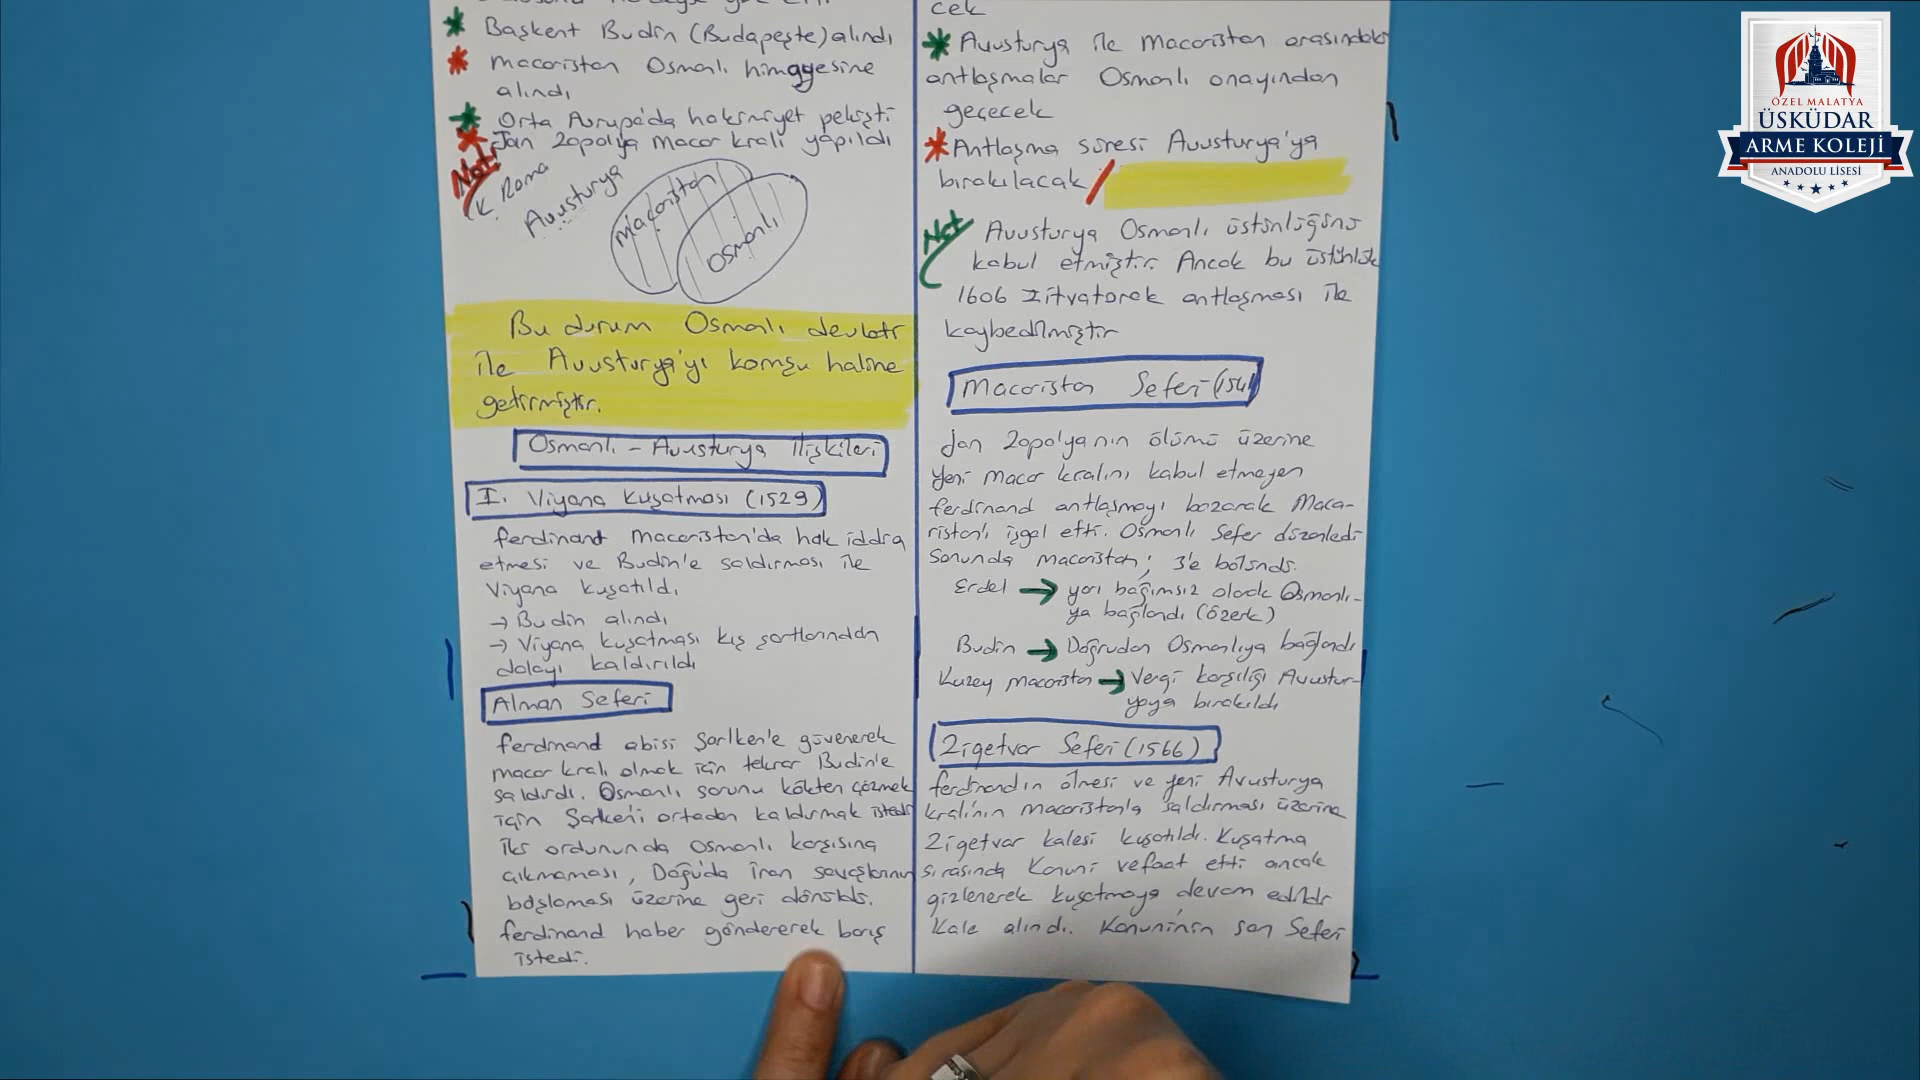 Başkent Budin (Budapeşte) alındı
Macaristan Osmanlı himayesine
alındı
Orta Avrupa'da hakimiyet pekişti
Jan Zapolya Macar kralı yapıldı
Not:
K. Roma
Avusturya
Macaristan
Osmanlı
Bu durum Osmanlı devleti
ile Avusturya'yı komşu haline
getirmiştir.
Osmanlı - Avusturya İlişkileri
I. Viyana Kuşatması (1529)
ferdinand Macaristan'da hak iddia
etmesi ve Budin'e saldırması ile
Viyana kuşatıldı
→ Budin alındı
→ Viyana kuşatması kış şartlarından
dolayı kaldırıldı
Alman Seferi
ferdinand abisi Şarlken'e güvenerek
macar kralı olmak için tekrar Budin'e
saldırdı. Osmanlı sorunu kökten çözmek
için Şarlken'i ortadan kaldırmak istedi
İki ordununda Osmanlı karşısına
çıkmaması, Doğu'da İran savaşlarının
başlaması üzerine geri dönüldü.
ferdinand haber göndererek barış
istedi.
cek
Avusturya ile Macaristan arasındaki
antlaşmalar Osmanlı onayından
geçecek
Antlaşma süresi Avusturya'ya
bırakılacak
Not
Avusturya Osmanlı üstünlüğünü
kabul etmiştir. Ancak bu üstünlük
1606 Zitvatorak antlaşması ile
kaybedilmiştir
Macaristan Seferi (1541
Jan Zapolyanın ölümü üzerine
yeni macar kralını kabul etmeyen
ferdinand antlaşmayı bozarak Maca-
ristan'ı işgal etti. Osmanlı Sefer düzenledi
Sonunda Macaristan; 3'e bölündü.
Erdel → yarı bağımsız olarak Osmanlı-
ya bağlandı (özerk)
Budin → Doğrudan Osmanlıya bağlandı
Kuzey Macaristan → Vergi karşılığı Avustur-
yaya bırakıldı
Zigetvar Seferi (1566)
ferdinandın ölmesi ve yeni Avusturya
kralı'nın Macaristan'a saldırması üzerine
Zigetvar kalesi kuşatıldı. Kuşatma
sırasında Kanuni vefaat etti ancak
gizlenerek kuşatmaya devam edildi
Kale alındı. Kanuni'nin son Seferi
ÖZEL MALATYA
ÜSKÜDAR
ARME KOLEJİ
ANADOLU LİSESİ